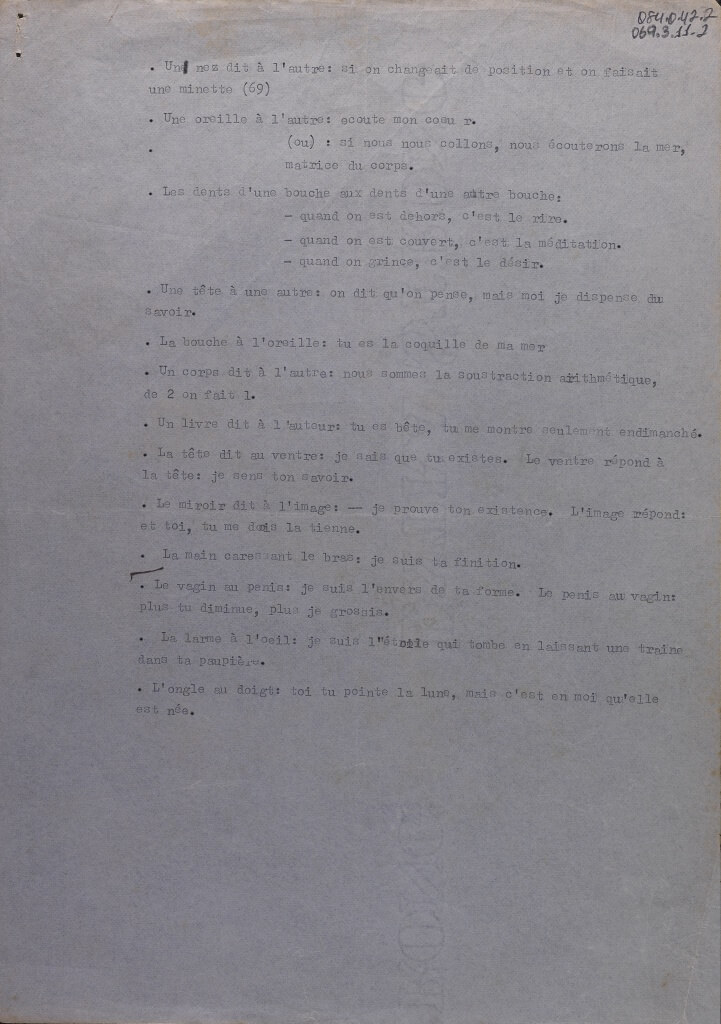 084.0.42.2
069.3.11-2
. Un nez dit à l'autre: si on changeait de position et on faisait
une minette (69)
. Une oreille à l'autre: ecoute mon coeu r.
(ou) : si nous nous collons, nous écouterons la mer,
.
matrice du corps.
. Les dents d'une bouche aux dents d'une autre bouche:
- quand on est dehors, c'est le rire.
- quand on est couvert, c'est la méditation.
- quand on grince, c'est le désir.
. Une tête à une autre: on dit qu'on pense, mais moi je dispense du
savoir.
. La bouche à l'oreille: tu es la coquille de ma mer
. Un corps dit à l'autre: nous sommes la soustraction arithmétique,
de 2 on fait 1.
. Un livre dit à l'auteur: tu es bête, tu me montre seulement endimanché.
. La tête dit au ventre: je sais que tu existes. Le ventre répond à
la tête: je sens ton savoir.
. Le miroir dit à l'image: -- je prouve ton existence. L'image répond:
et toi, tu me dois la tienne.
. La main cares ant le bras: je suis ta finition.
. Le vagin au penis: je suis l'envers de ta forme. Le penis au vagin:
plus tu diminue, plus je grossis.
. La larme à l'oeil: je suis l'étoile qui tombe en laissant une traine
dans ta paupière.
. L'ongle au doigt: toi tu pointe la lune, mais c'est en moi qu'elle
est née.